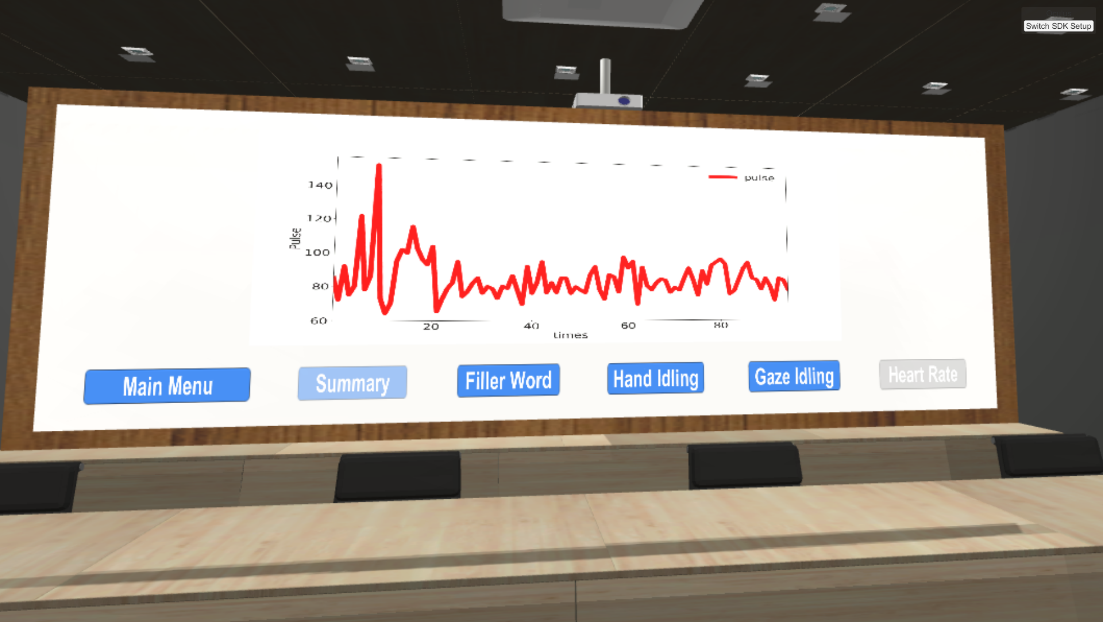 Switch SDK Setup
pulse
140
120
100
80
60
Pulse
20 40 60 80
times
Main Menu Summary Filler Word Hand Idling Gaze Idling Heart Rate